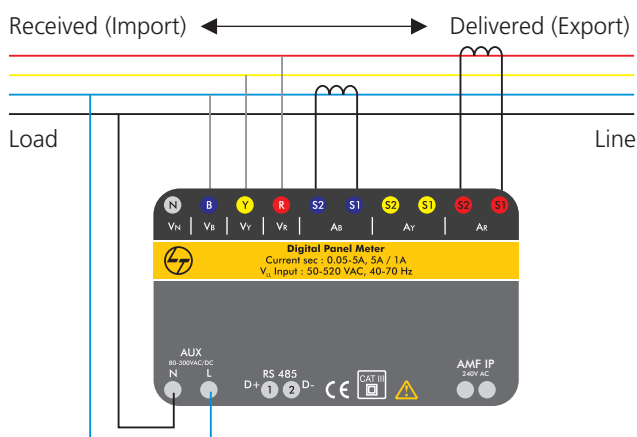 Received (Import) Delivered (Export)
Load Line
N B Y R S2 S1 S2 S1 S2 S1
VN VB VY VR AB AY AR
Digital Panel Meter
Current sec : 0.05-5A, 5A / 1A
VLL Input : 50-520 VAC, 40-70 Hz
AUX
80-300VAC/DC
N L
RS 485
D+ 1 2 D-
CE
CAT III
AMF IP
240V AC